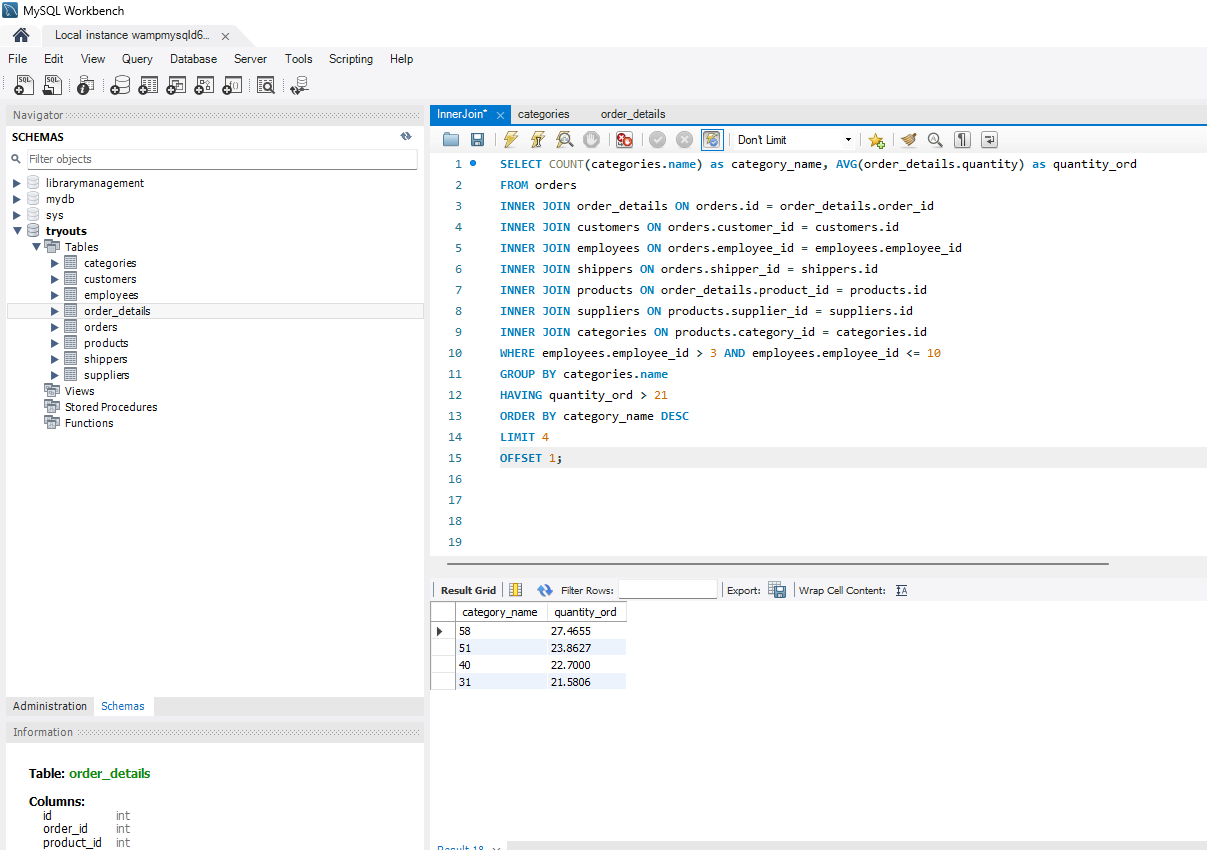 MySQL Workbench
Local instance wampmysqld6...
File Edit View Query Database Server Tools Scripting Help
Navigator
SCHEMAS
Filter objects
librarymanagement
mydb
sys
tryouts
Tables
categories
customers
employees
order_details
orders
products
shippers
suppliers
Views
Stored Procedures
Functions
Administration Schemas
Information
Table: order_details
Columns:
id int
order_id int
product_id int
InnerJoin* categories order_details
Don't Limit
1 SELECT COUNT(categories.name) as category_name, AVG(order_details.quantity) as quantity_ord
2 FROM orders
3 INNER JOIN order_details ON orders.id = order_details.order_id
4 INNER JOIN customers ON orders.customer_id = customers.id
5 INNER JOIN employees ON orders.employee_id = employees.employee_id
6 INNER JOIN shippers ON orders.shipper_id = shippers.id
7 INNER JOIN products ON order_details.product_id = products.id
8 INNER JOIN suppliers ON products.supplier_id = suppliers.id
9 INNER JOIN categories ON products.category_id = categories.id
10 WHERE employees.employee_id > 3 AND employees.employee_id <= 10
11 GROUP BY categories.name
12 HAVING quantity_ord > 21
13 ORDER BY category_name DESC
14 LIMIT 4
15 OFFSET 1;
16
17
18
19
Result Grid Filter Rows: Export: Wrap Cell Content:
category_name quantity_ord
58 27.4655
51 23.8627
40 22.7000
31 21.5806
Result 18